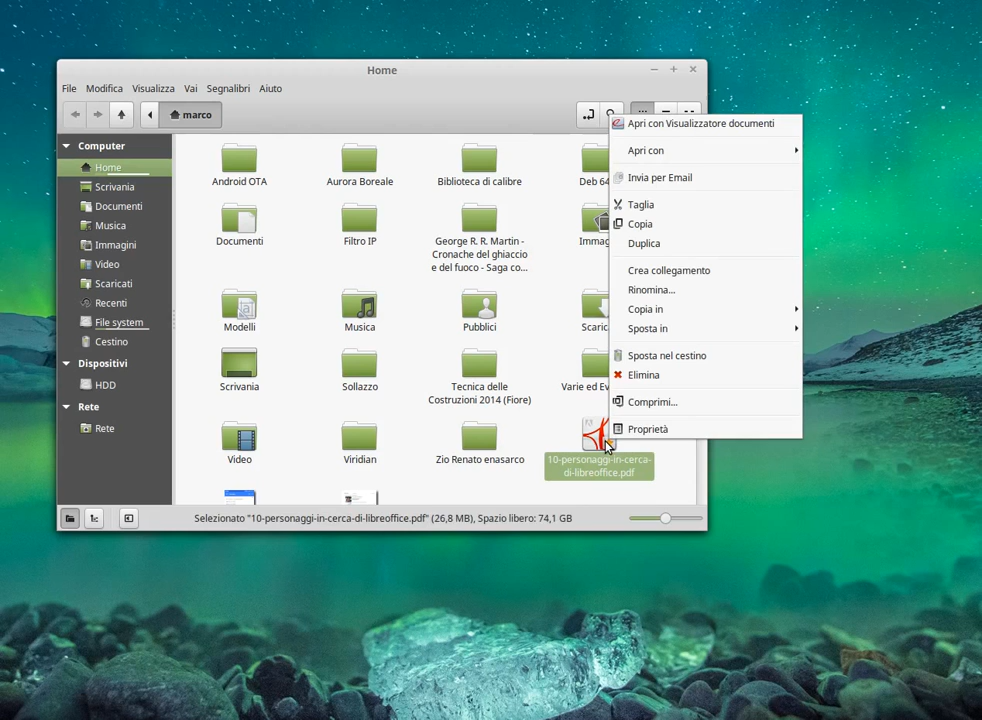 Home
File Modifica Visualizza Vai Segnalibri Aiuto
marco
Computer
Home
Scrivania
Documenti
Musica
Immagini
Video
Scaricati
Recenti
File system
Cestino
Dispositivi
HDD
Rete
Rete
Android OTA
Aurora Boreale
Biblioteca di calibre
Deb 64
Documenti
Filtro IP
George R. R. Martin -
Cronache del ghiaccio
e del fuoco - Saga co...
Immag
Modelli
Musica
Pubblici
Scaric
Scrivania
Sollazzo
Tecnica delle
Costruzioni 2014 (Fiore)
Varie ed Ev
Video
Viridian
Zio Renato enasarco
10-personaggi-in-cerca-
di-libreoffice.pdf
Apri con Visualizzatore documenti
Apri con
Invia per Email
Taglia
Copia
Duplica
Crea collegamento
Rinomina...
Copia in
Sposta in
Sposta nel cestino
Elimina
Comprimi...
Proprietà
Selezionato "10-personaggi-in-cerca-di-libreoffice.pdf" (26,8 MB), Spazio libero: 74,1 GB